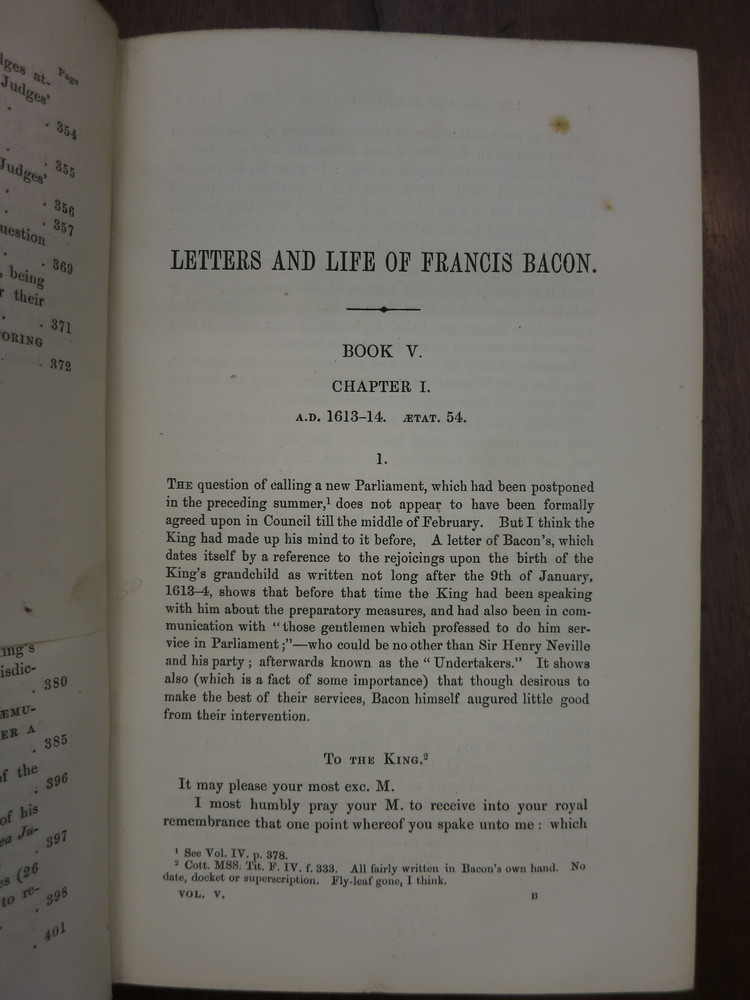 Page
dges at-
Judges'
. 354
. 355
Judges'
. 356
. 357
uestion
. 369
, being
r their
. 371
ORING
. 372
ing's
isdic-
. 380
ÆMU-
ER A
. 385
of the
. 396
of his
ea Ju-
. 397
es (26
to re-
. 398
. 401
LETTERS AND LIFE OF FRANCIS BACON.
BOOK V.
CHAPTER I.
A.D. 1613–14. ÆTAT. 54.
1.
THE question of calling a new Parliament, which had been postponed
in the preceding summer,¹ does not appear to have been formally
agreed upon in Council till the middle of February. But I think the
King had made up his mind to it before, A letter of Bacon's, which
dates itself by a reference to the rejoicings upon the birth of the
King's grandchild as written not long after the 9th of January,
1613–4, shows that before that time the King had been speaking
with him about the preparatory measures, and had also been in com-
munication with "those gentlemen which professed to do him ser-
vice in Parliament;"—who could be no other than Sir Henry Neville
and his party; afterwards known as the "Undertakers." It shows
also (which is a fact of some importance) that though desirous to
make the best of their services, Bacon himself augured little good
from their intervention.
TO THE KING.²
It may please your most exc. M.
I most humbly pray your M. to receive into your royal
remembrance that one point whereof you spake unto me: which
¹ See Vol. IV. p. 378.
² Cott. MSS. Tit. F. IV. f. 333. All fairly written in Bacon's own hand. No
date, docket or superscription. Fly-leaf gone, I think.
VOL. V. B